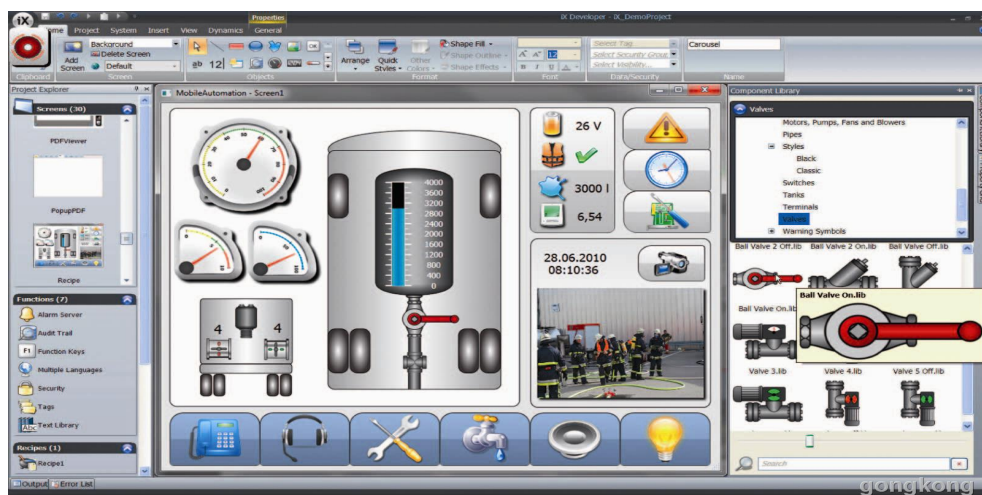 iX Developer - iX_DemoProject
Properties
Home Project System Insert View Dynamics General
Add Screen
Background
Delete Screen
Default
Arrange
Quick Styles
Other Colors
Shape Fill
Shape Outline
Shape Effects
12
B I U A
Select Tag
Select Security Group
Select Visibility...
Carousel
Clipboard Screen Objects Format Font Data/Security Name
Project Explorer
Screens (30)
PDFViewer
PopupPDF
Recipe
Functions (7)
Alarm Server
Audit Trail
F1 Function Keys
Multiple Languages
Security
Tags
Abc Text Library
Recipes (1)
Recipe1
Output Error List
MobileAutomation - Screen1
4000
3600
3200
2800
2400
2000
1600
1200
800
400
0
4 4
26 V
3000 l
6,54
28.06.2010
08:10:36
Component Library
Valves
Motors, Pumps, Fans and Blowers
Pipes
Styles
Black
Classic
Switches
Tanks
Terminals
Valves
Warning Symbols
Ball Valve 2 Off.lib Ball Valve 2 On.lib Ball Valve Off.lib
Ball Valve On.lib
Ball Valve On.lib
Valve 3.lib Valve 4.lib Valve 5 Off.lib
Search
gongkong